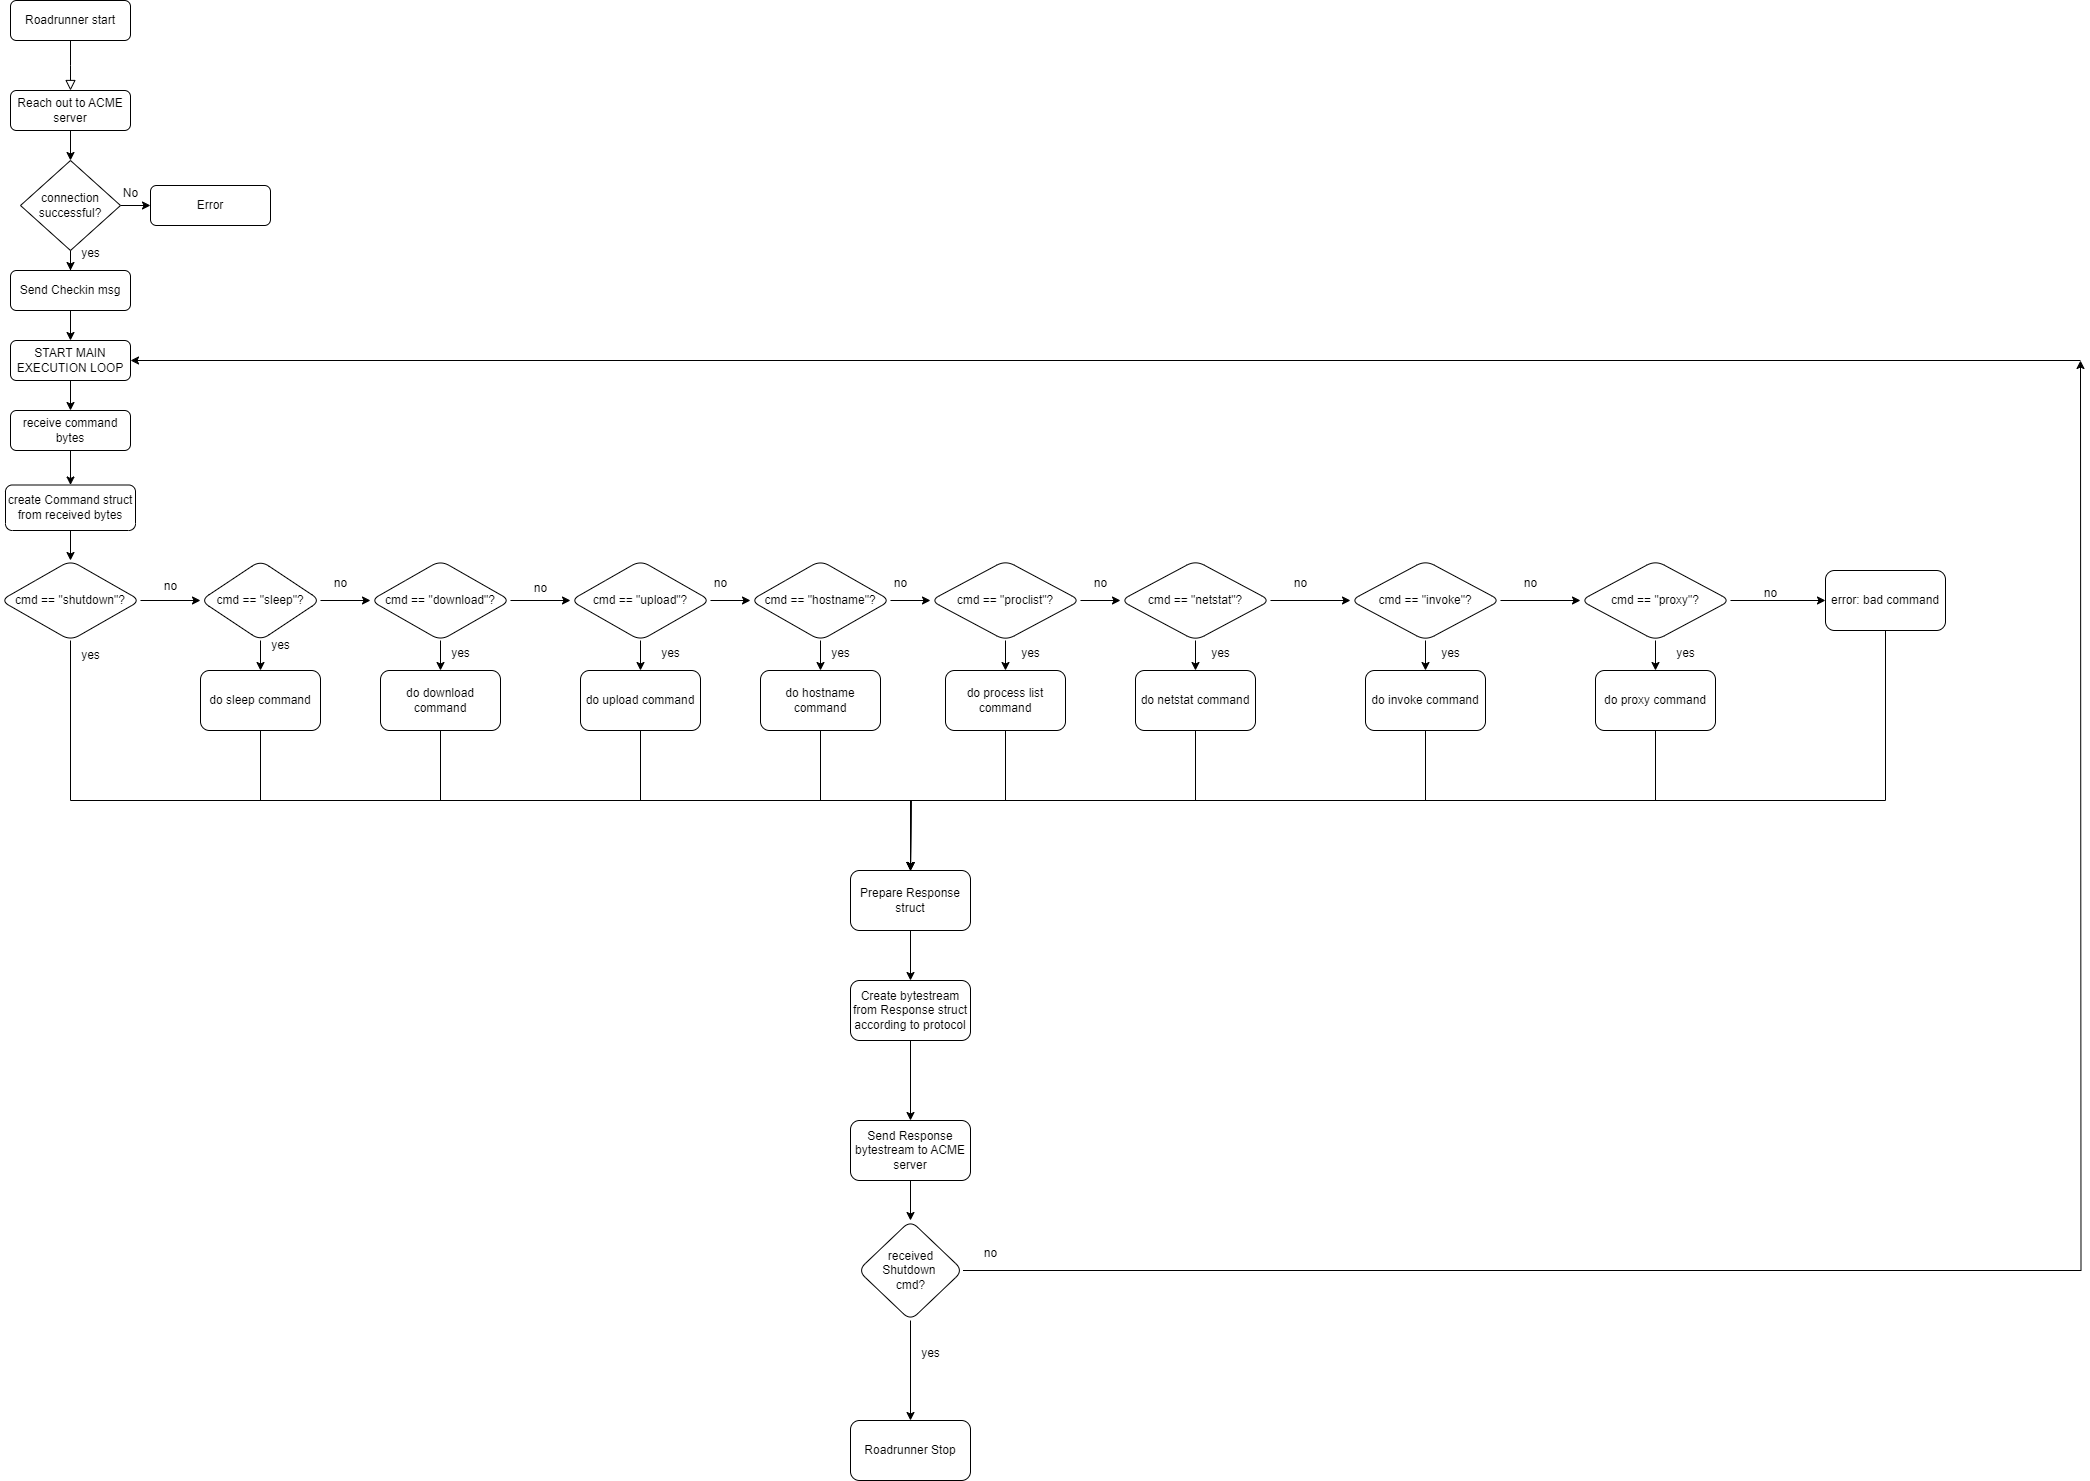 Roadrunner start
Reach out to ACME
server
connection
successful?
No
Error
yes
Send Checkin msg
START MAIN
EXECUTION LOOP
receive command
bytes
create Command struct
from received bytes
cmd == "shutdown"?
no
cmd == "sleep"?
no
cmd == "download"?
no
cmd == "upload"?
no
cmd == "hostname"?
no
cmd == "proclist"?
no
cmd == "netstat"?
no
cmd == "invoke"?
no
cmd == "proxy"?
no
error: bad command
yes
yes
yes
yes
yes
yes
yes
yes
yes
do sleep command
do download
command
do upload command
do hostname
command
do process list
command
do netstat command
do invoke command
do proxy command
Prepare Response
struct
Create bytestream
from Response struct
according to protocol
Send Response
bytestream to ACME
server
received
Shutdown
cmd?
no
yes
Roadrunner Stop